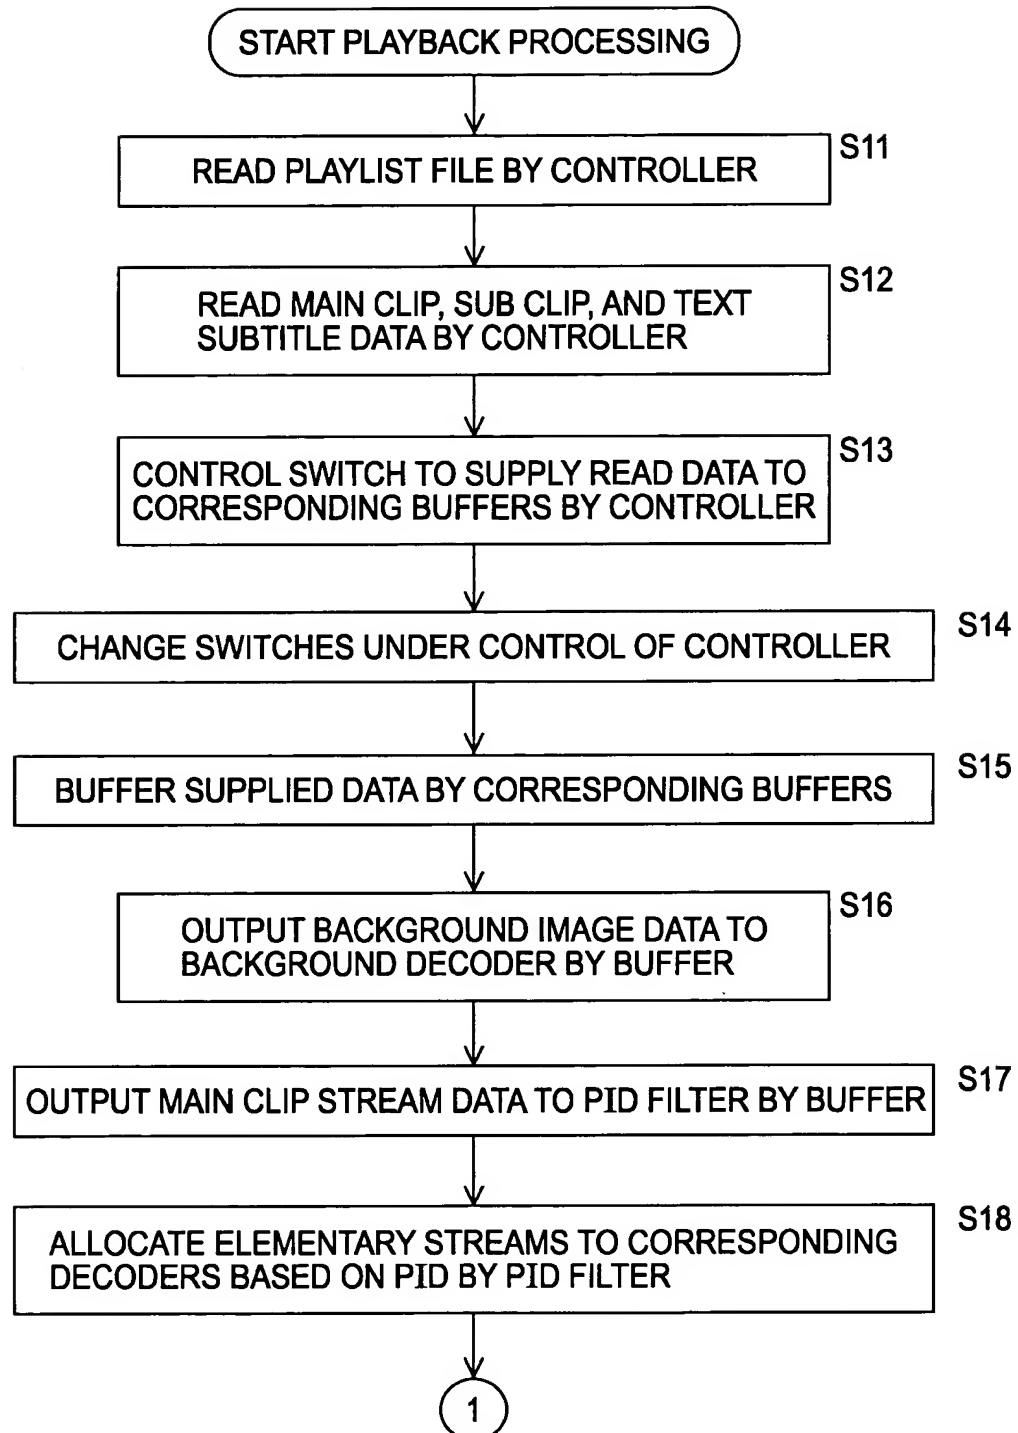 START PLAYBACK PROCESSING
S11
READ PLAYLIST FILE BY CONTROLLER
S12
READ MAIN CLIP, SUB CLIP, AND TEXT
SUBTITLE DATA BY CONTROLLER
S13
CONTROL SWITCH TO SUPPLY READ DATA TO
CORRESPONDING BUFFERS BY CONTROLLER
S14
CHANGE SWITCHES UNDER CONTROL OF CONTROLLER
S15
BUFFER SUPPLIED DATA BY CORRESPONDING BUFFERS
S16
OUTPUT BACKGROUND IMAGE DATA TO
BACKGROUND DECODER BY BUFFER
S17
OUTPUT MAIN CLIP STREAM DATA TO PID FILTER BY BUFFER
S18
ALLOCATE ELEMENTARY STREAMS TO CORRESPONDING
DECODERS BASED ON PID BY PID FILTER
1